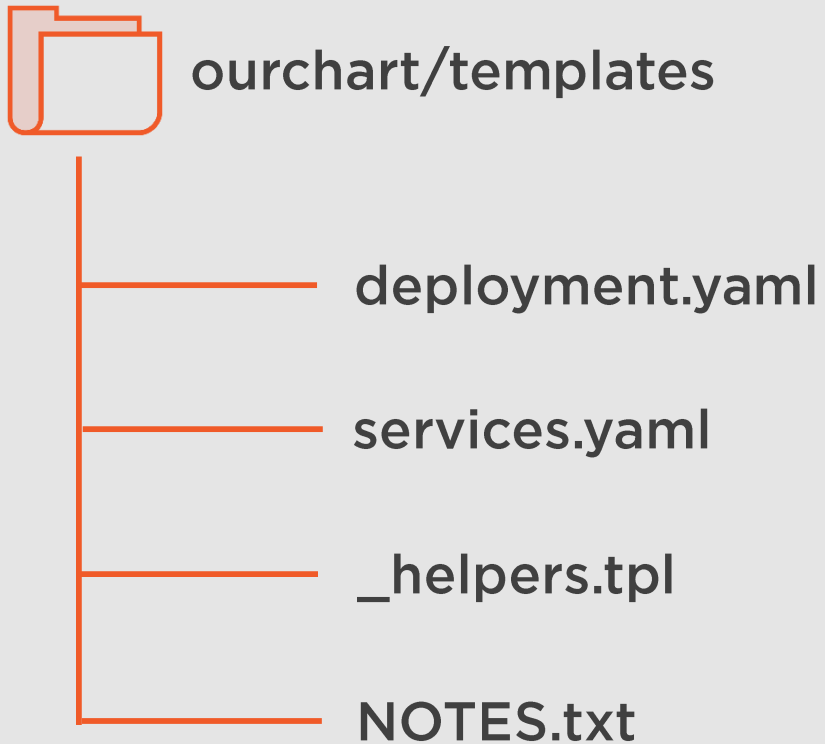 ourchart/templates
deployment.yaml
services.yaml
_helpers.tpl
NOTES.txt